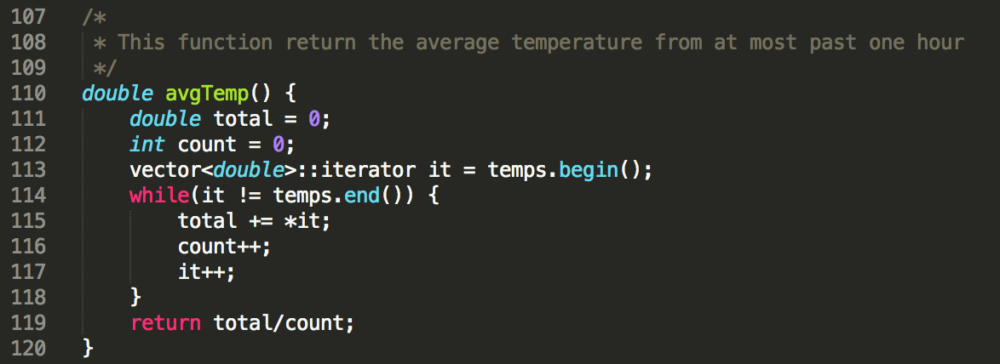 107 /*
108  * This function return the average temperature from at most past one hour
109  */
110 double avgTemp() {
111     double total = 0;
112     int count = 0;
113     vector<double>::iterator it = temps.begin();
114     while(it != temps.end()) {
115         total += *it;
116         count++;
117         it++;
118     }
119     return total/count;
120 }